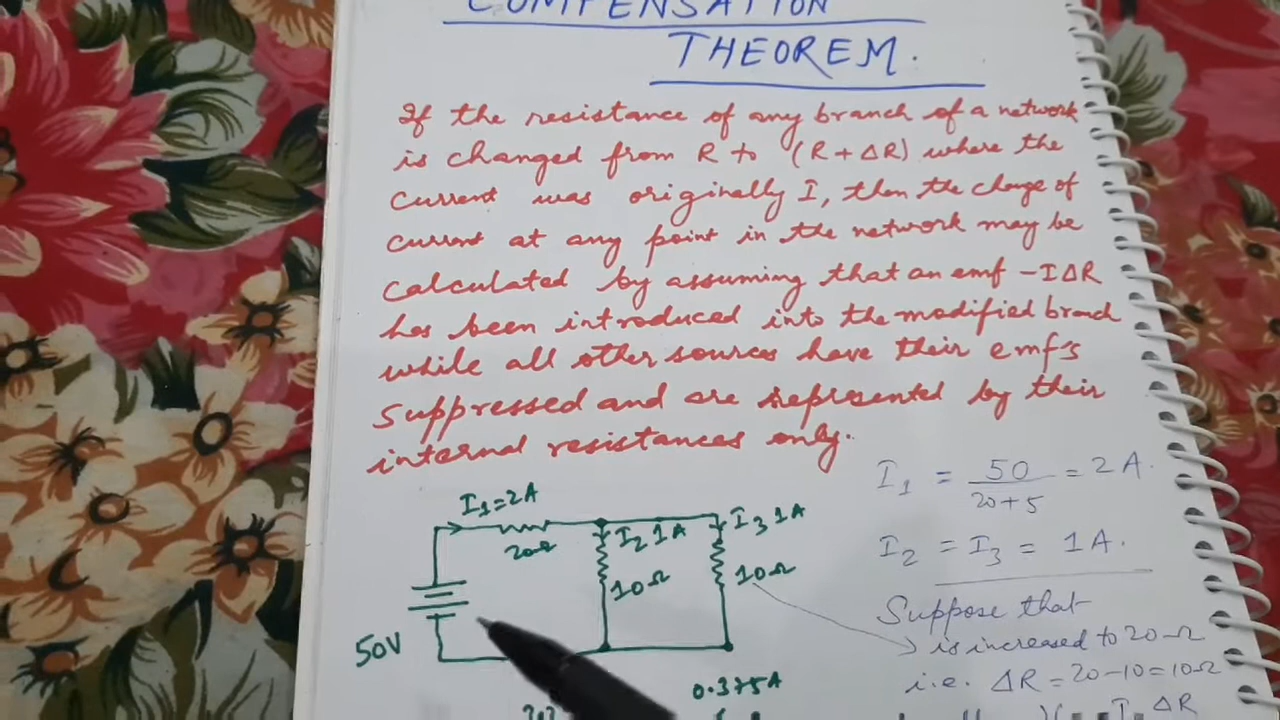 COMPENSATION
THEOREM.
If the resistance of any branch of a network
is changed from R to (R+ΔR) where the
current was originally I, then the change of
current at any point in the network may be
calculated by assuming that an emf -IΔR
has been introduced into the modified branch
while all other sources have their emf's
suppressed and are represented by their
internal resistances only.
I₁ = 50/(20+5) = 2 A.
I₂ = I₃ = 1A.
I₁=2A
20Ω
I₂ 1A
10Ω
I₃ 1A
10Ω
50V
Suppose that
is increased to 20Ω
i.e. ΔR = 20-10=10Ω
0.375A
I ΔR